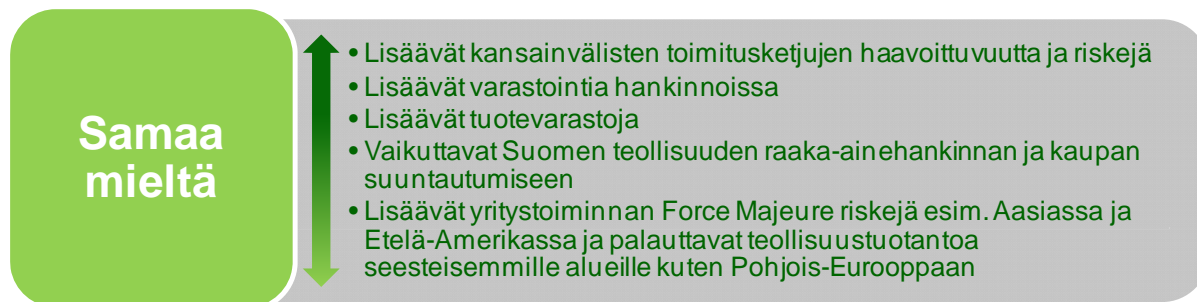 Samaa
mieltä
• Lisäävät kansainvälisten toimitusketjujen haavoittuvuutta ja riskejä
• Lisäävät varastointia hankinnoissa
• Lisäävät tuotevarastoja
• Vaikuttavat Suomen teollisuuden raaka-ainehankinnan ja kaupan
suuntautumiseen
• Lisäävät yritystoiminnan Force Majeure riskejä esim. Aasiassa ja
Etelä-Amerikassa ja palauttavat teollisuustuotantoa
seesteisemmille alueille kuten Pohjois-Eurooppaan